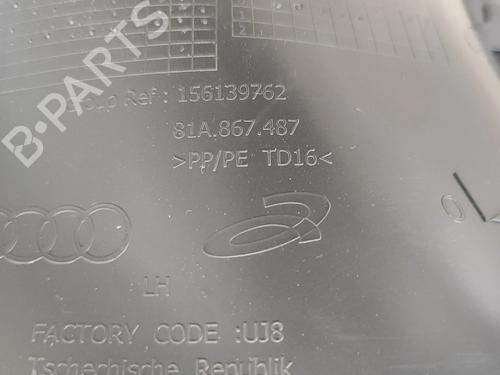 B-PARTS
Ref : 156139762
81A.867.487
>PP/PE TD16<
LH
FACTORY CODE :UJ8
Tschechische Republik